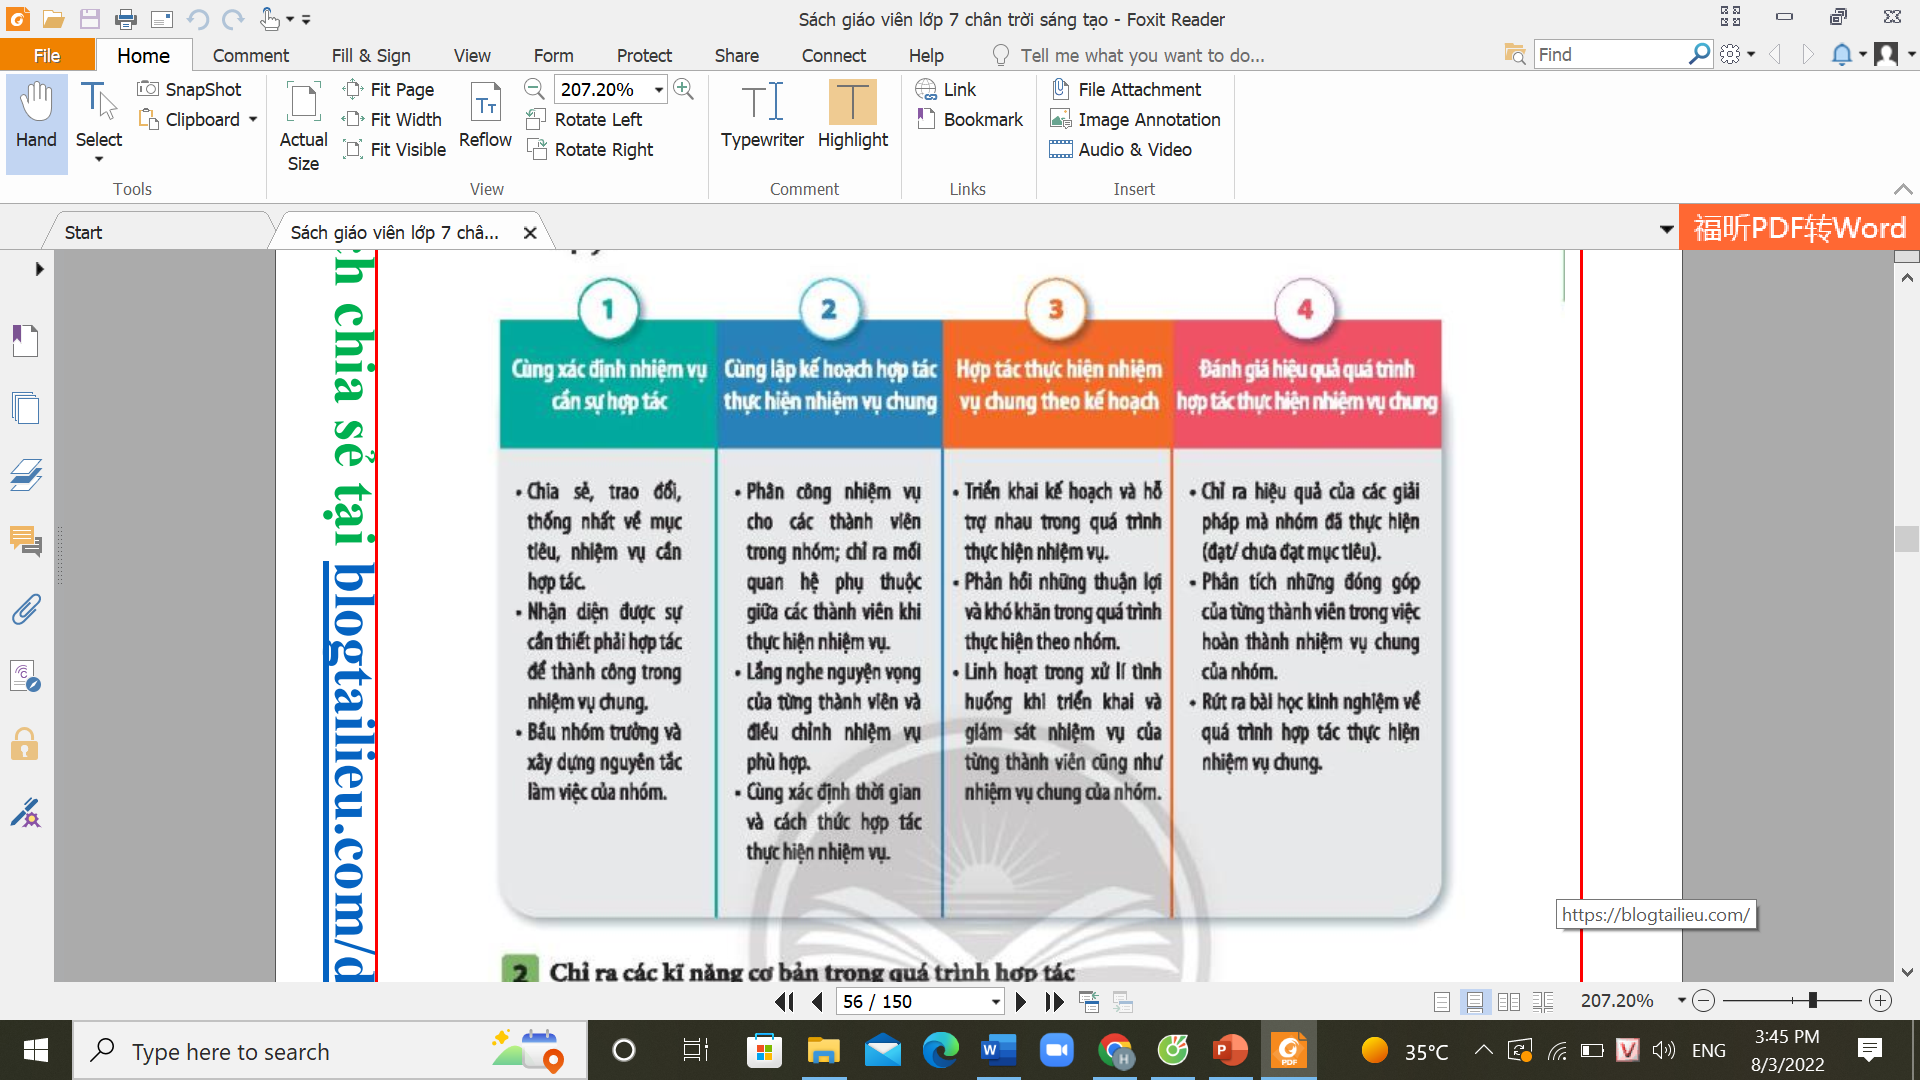 Sách giáo viên lớp 7 chân trời sáng tạo - Foxit Reader
File Home Comment Fill & Sign View Form Protect Share Connect Help Tell me what you want to do... Find
Hand
Select
SnapShot
Clipboard
Tools
Actual Size
Fit Page
Fit Width
Fit Visible
Reflow
207.20%
Rotate Left
Rotate Right
View
Typewriter
Highlight
Comment
Link
Bookmark
Links
File Attachment
Image Annotation
Audio & Video
Insert
Start
Sách giáo viên lớp 7 châ...
福昕PDF转Word
ch chia sẻ tại blogtailieu.com/d
1
Cùng xác định nhiệm vụ
cần sự hợp tác
• Chia sẻ, trao đổi,
thống nhất về mục
tiêu, nhiệm vụ cần
hợp tác.
• Nhận diện được sự
cần thiết phải hợp tác
để thành công trong
nhiệm vụ chung.
• Bầu nhóm trưởng và
xây dựng nguyên tắc
làm việc của nhóm.
2
Cùng lập kế hoạch hợp tác
thực hiện nhiệm vụ chung
• Phân công nhiệm vụ
cho các thành viên
trong nhóm; chỉ ra mối
quan hệ phụ thuộc
giữa các thành viên khi
thực hiện nhiệm vụ.
• Lắng nghe nguyện vọng
của từng thành viên và
điều chỉnh nhiệm vụ
phù hợp.
• Cùng xác định thời gian
và cách thức hợp tác
thực hiện nhiệm vụ.
3
Hợp tác thực hiện nhiệm
vụ chung theo kế hoạch
• Triển khai kế hoạch và hỗ
trợ nhau trong quá trình
thực hiện nhiệm vụ.
• Phản hồi những thuận lợi
và khó khăn trong quá trình
thực hiện theo nhóm.
• Linh hoạt trong xử lí tình
huống khi triển khai và
giám sát nhiệm vụ của
từng thành viên cũng như
nhiệm vụ chung của nhóm.
4
Đánh giá hiệu quả quá trình
hợp tác thực hiện nhiệm vụ chung
• Chỉ ra hiệu quả của các giải
pháp mà nhóm đã thực hiện
(đạt/ chưa đạt mục tiêu).
• Phân tích những đóng góp
của từng thành viên trong việc
hoàn thành nhiệm vụ chung
của nhóm.
• Rút ra bài học kinh nghiệm về
quá trình hợp tác thực hiện
nhiệm vụ chung.
https://blogtailieu.com/
2 Chỉ ra các kĩ năng cơ bản trong quá trình hợp tác
56 / 150
207.20%
Type here to search
35°C
ENG
3:45 PM
8/3/2022